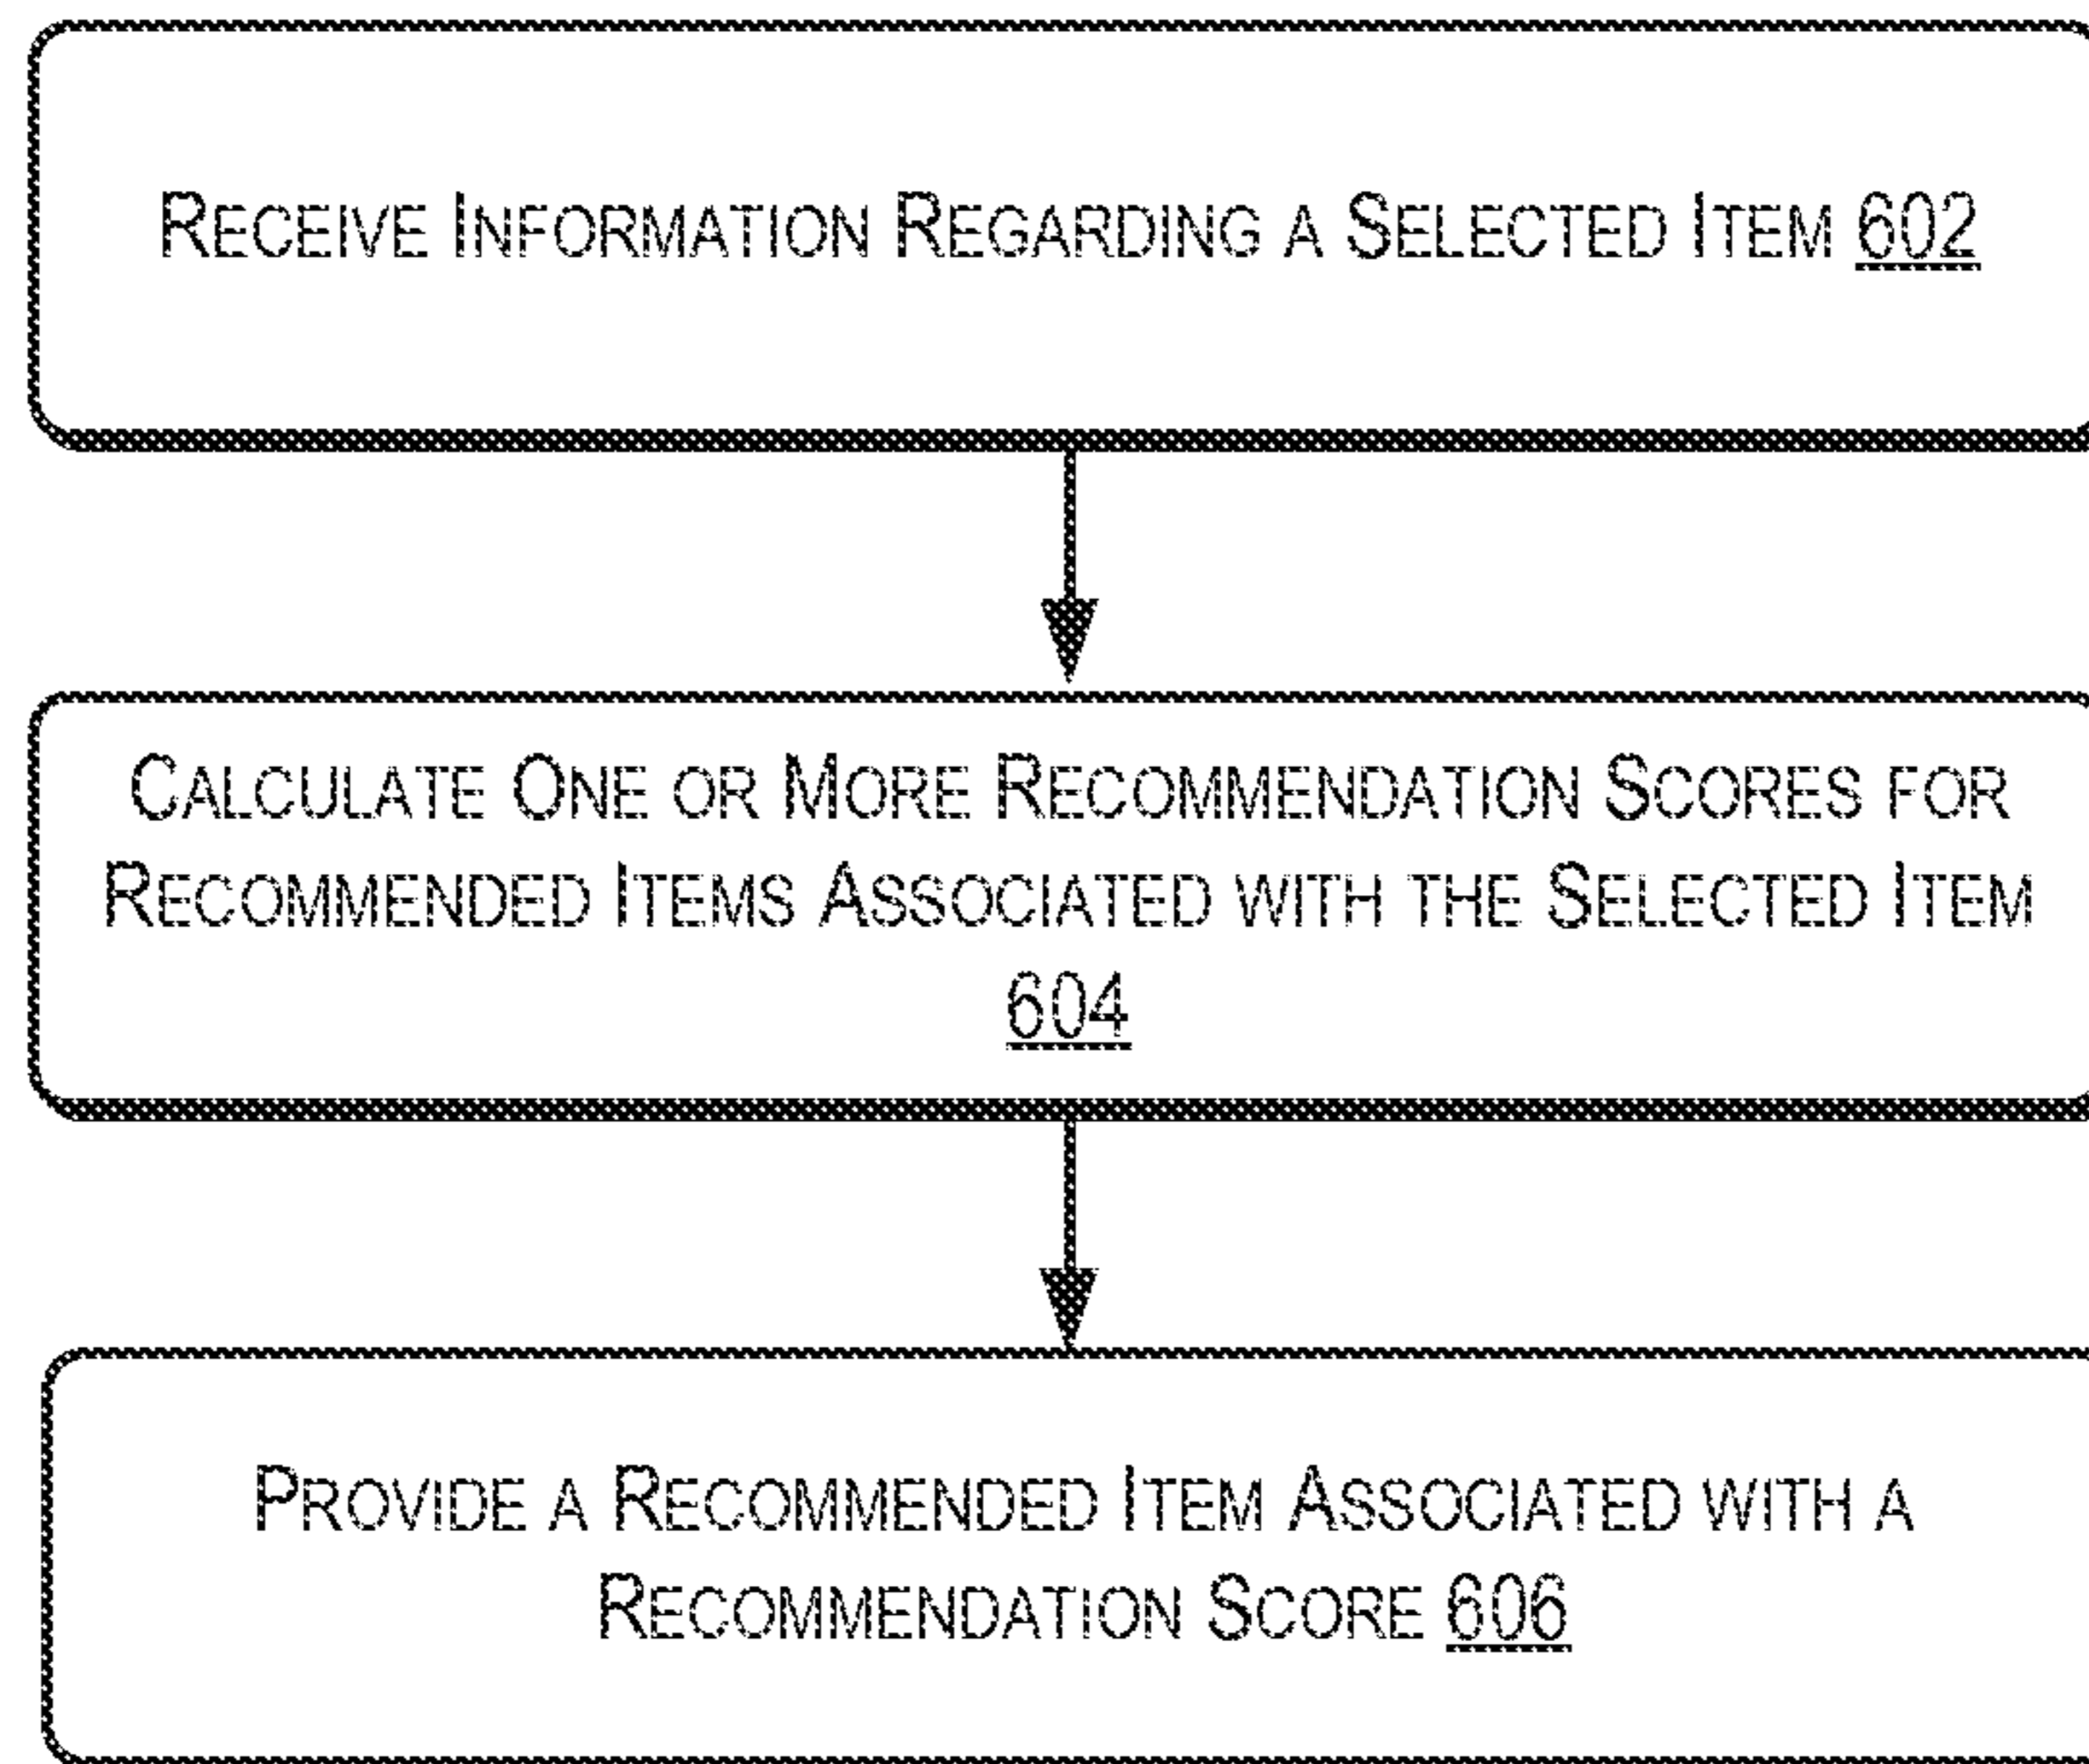 RECEIVE INFORMATION REGARDING A SELECTED ITEM 602
CALCULATE ONE OR MORE RECOMMENDATION SCORES FOR
RECOMMENDED ITEMS ASSOCIATED WITH THE SELECTED ITEM
604
PROVIDE A RECOMMENDED ITEM ASSOCIATED WITH A
RECOMMENDATION SCORE 606